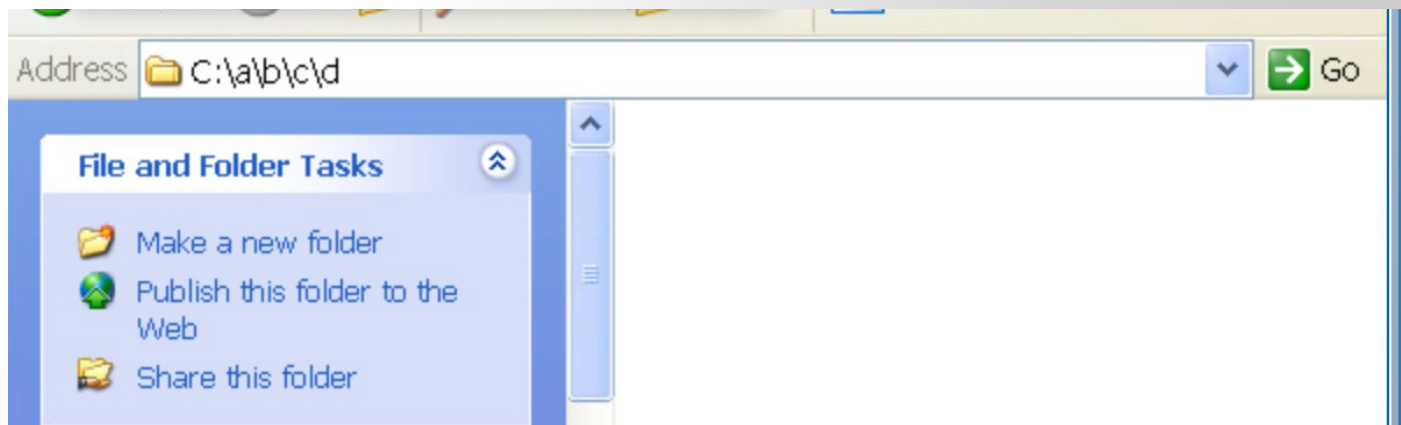 Address C:\a\b\c\d Go
File and Folder Tasks
Make a new folder
Publish this folder to the
Web
Share this folder